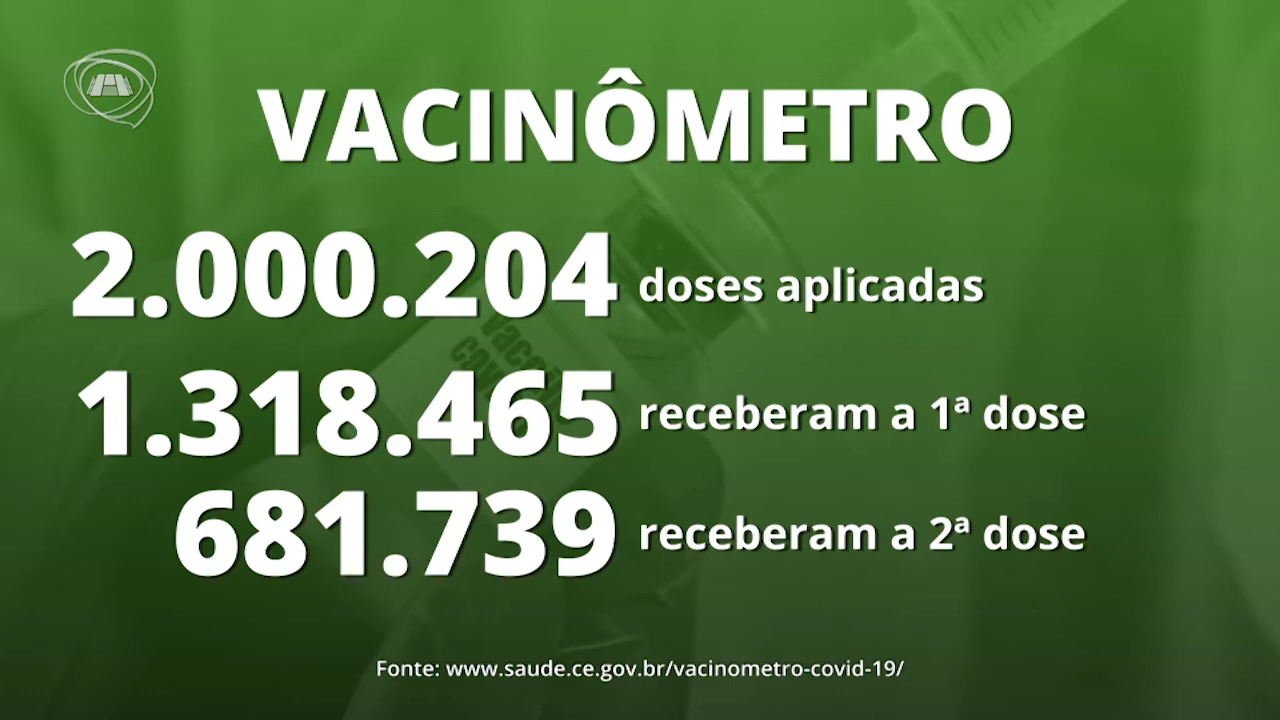 VACINÔMETRO
2.000.204 doses aplicadas
1.318.465 receberam a 1ª dose
681.739 receberam a 2ª dose
Fonte: www.saude.ce.gov.br/vacinometro-covid-19/